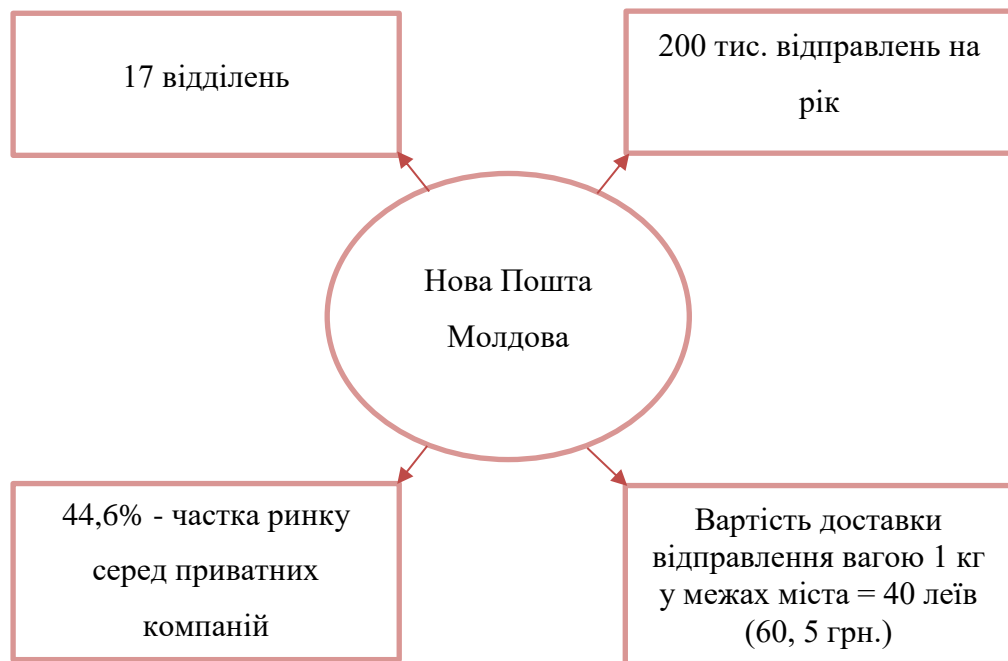 17 відділень
200 тис. відправлень на
рік
Нова Пошта
Молдова
44,6% - частка ринку
серед приватних
компаній
Вартість доставки
відправлення вагою 1 кг
у межах міста = 40 леїв
(60, 5 грн.)